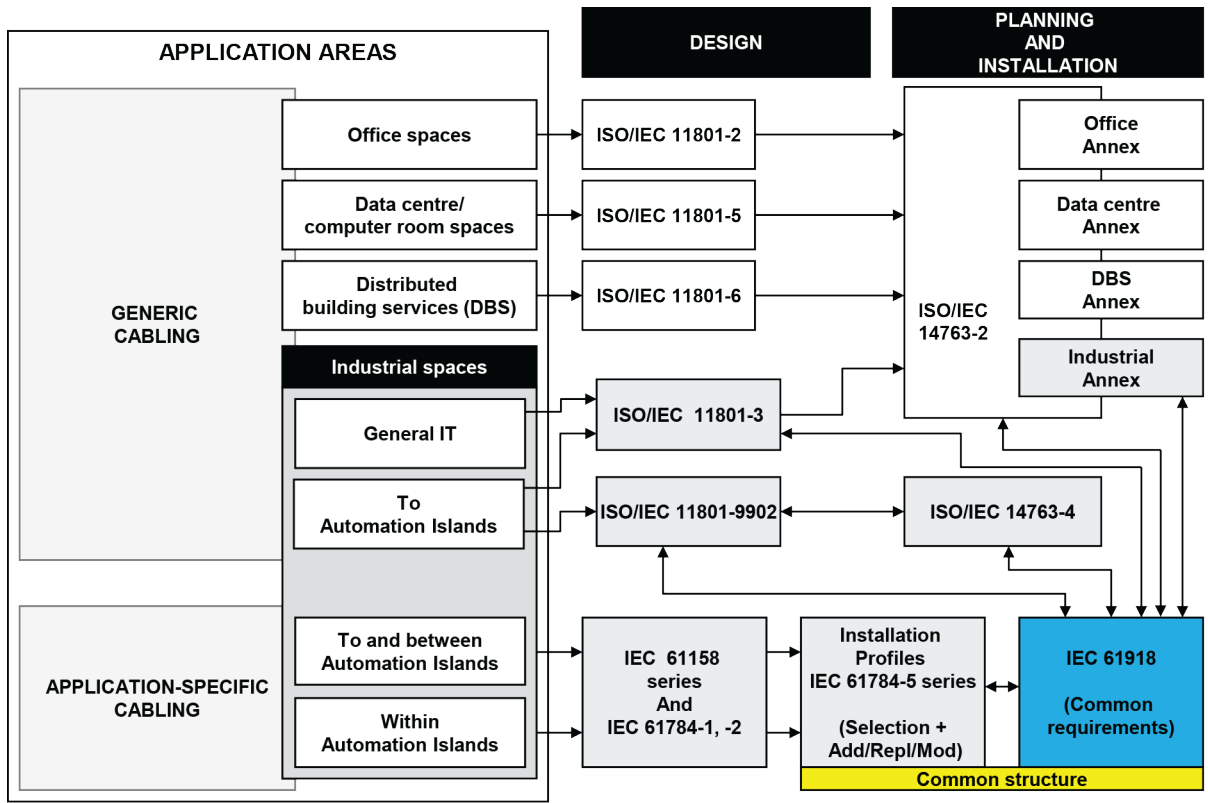 APPLICATION AREAS
DESIGN
PLANNING
AND
INSTALLATION
GENERIC
CABLING
Office spaces
ISO/IEC 11801-2
Data centre/
computer room spaces
ISO/IEC 11801-5
Distributed
building services (DBS)
ISO/IEC 11801-6
ISO/IEC
14763-2
Office
Annex
Data centre
Annex
DBS
Annex
Industrial
Annex
Industrial spaces
General IT
ISO/IEC 11801-3
To
Automation Islands
ISO/IEC 11801-9902
ISO/IEC 14763-4
APPLICATION-SPECIFIC
CABLING
To and between
Automation Islands
Within
Automation Islands
IEC 61158
series
And
IEC 61784-1, -2
Installation
Profiles
IEC 61784-5 series
(Selection +
Add/Repl/Mod)
IEC 61918
(Common
requirements)
Common structure